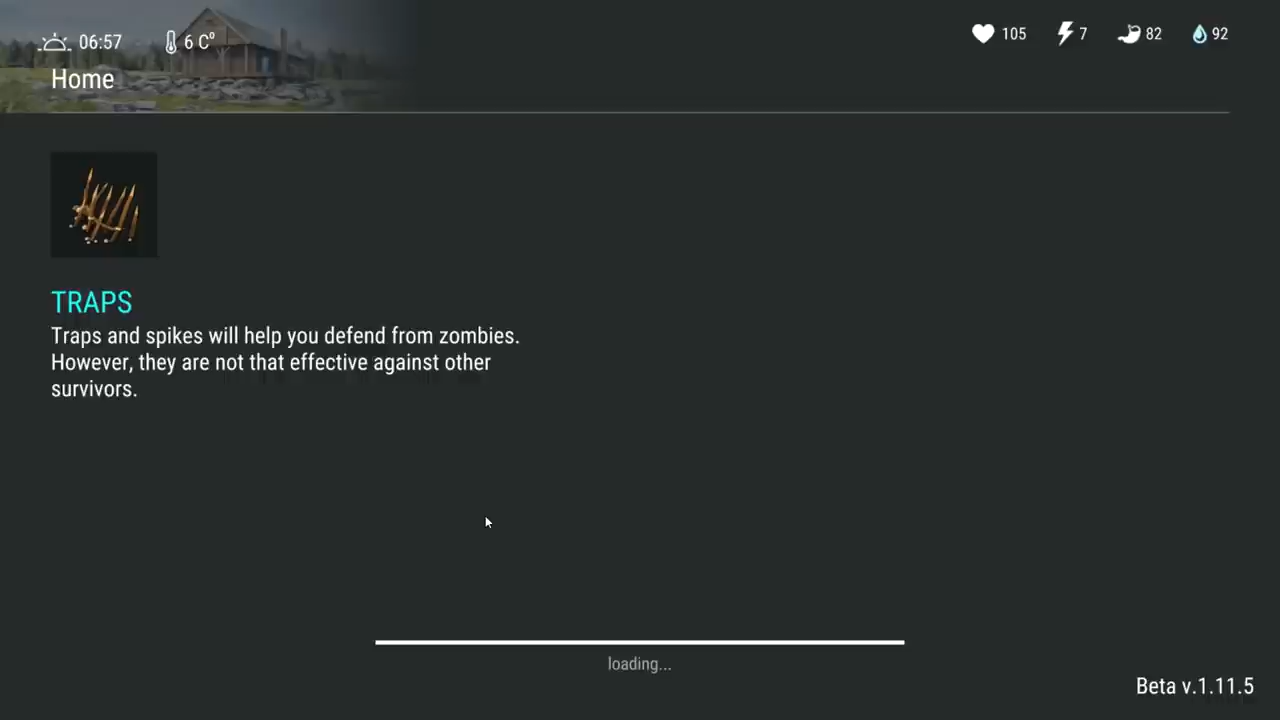 06:57 6 C° 105 7 82 92
Home
TRAPS
Traps and spikes will help you defend from zombies.
However, they are not that effective against other
survivors.
loading...
Beta v.1.11.5